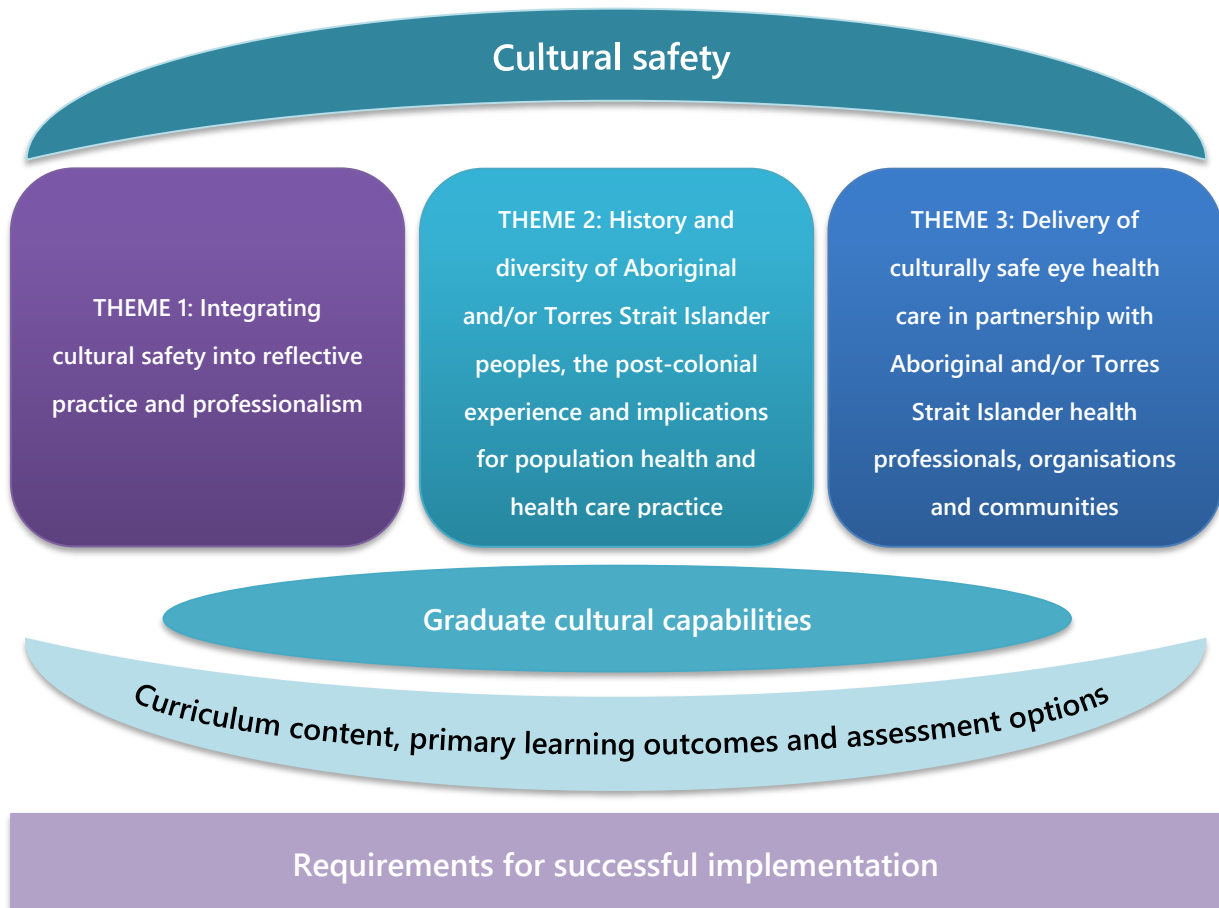 Cultural safety
THEME 1: Integrating
cultural safety into reflective
practice and professionalism
THEME 2: History and
diversity of Aboriginal
and/or Torres Strait Islander
peoples, the post-colonial
experience and implications
for population health and
health care practice
THEME 3: Delivery of
culturally safe eye health
care in partnership with
Aboriginal and/or Torres
Strait Islander health
professionals, organisations
and communities
Graduate cultural capabilities
Curriculum content, primary learning outcomes and assessment options
Requirements for successful implementation